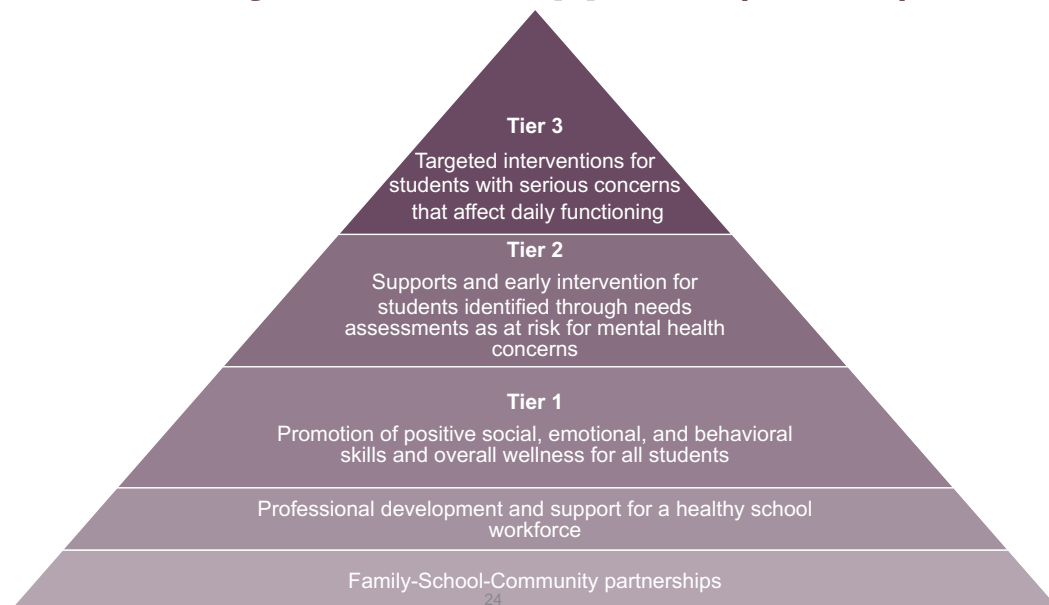 Tier 3
Targeted interventions for
students with serious concerns
that affect daily functioning
Tier 2
Supports and early intervention for
students identified through needs
assessments as at risk for mental health
concerns
Tier 1
Promotion of positive social, emotional, and behavioral
skills and overall wellness for all students
Professional development and support for a healthy school
workforce
Family-School-Community partnerships
24